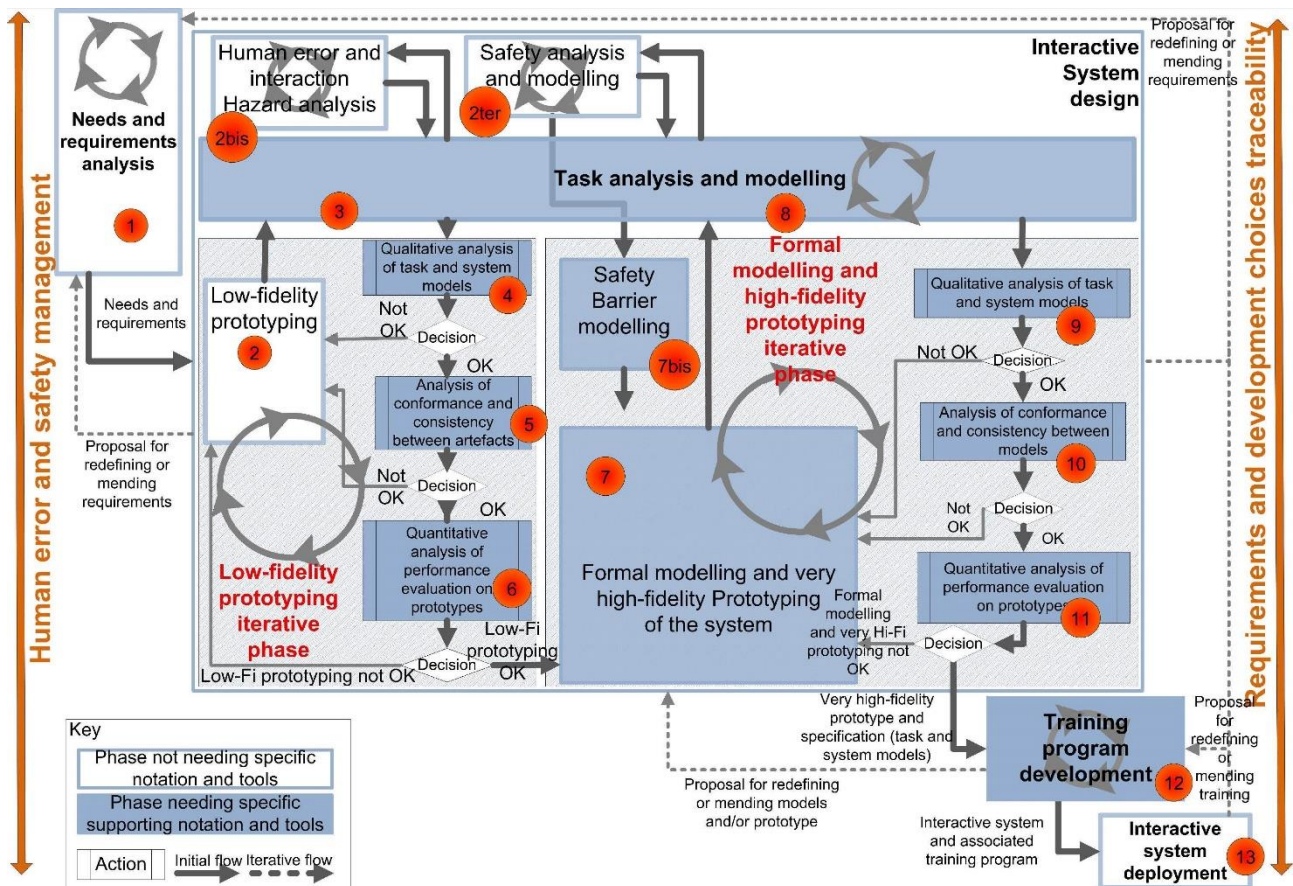 Human error and safety management
Requirements and development choices traceability
Needs and
requirements
analysis
1
Human error and
interaction
Hazard analysis
2bis
Safety analysis
and modelling
2ter
Interactive
System
design
Proposal for
redefining or
mending
requirements
Task analysis and modelling
3
8
Needs and
requirements
Low-fidelity
prototyping
2
Qualitative analysis
of task and system
models
4
Not
OK
Decision
OK
Analysis of
conformance and
consistency
between artefacts
5
Not
OK
Decision
OK
Quantitative
analysis of
performance
evaluation on
prototypes
6
Low-fidelity
prototyping
iterative
phase
Low-Fi prototyping not OK
Decision
Low-Fi
prototyping
OK
Proposal for
redefining or
mending
requirements
Safety
Barrier
modelling
7bis
Formal
modelling and
high-fidelity
prototyping
iterative
phase
7
Formal modelling and very
high-fidelity Prototyping
of the system
Qualitative analysis of task
and system models
9
Not OK
Decision
OK
Analysis of conformance
and consistency between
models
10
Not
OK
Decision
OK
Quantitative analysis of
performance evaluation
on prototypes
11
Formal
modelling
and very Hi-Fi
prototyping not
OK
Decision
Very high-fidelity
prototype and
specification (task and
system models)
Training
program
development
12
Proposal
for
redefining
or
mending
training
Proposal for redefining
or mending models
and/or prototype
Interactive system
and associated
training program
Interactive
system
deployment
13
Key
Phase not needing specific
notation and tools
Phase needing specific
supporting notation and tools
Action
Initial flow
Iterative flow